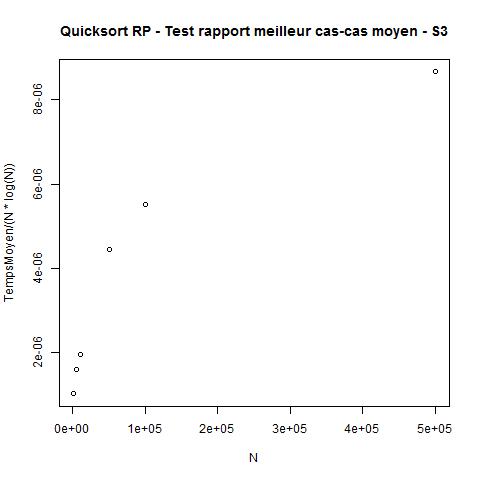 Quicksort RP - Test rapport meilleur cas-cas moyen - S3
TempsMoyen/(N * log(N))
8e-06
6e-06
4e-06
2e-06
0e+00 1e+05 2e+05 3e+05 4e+05 5e+05
N